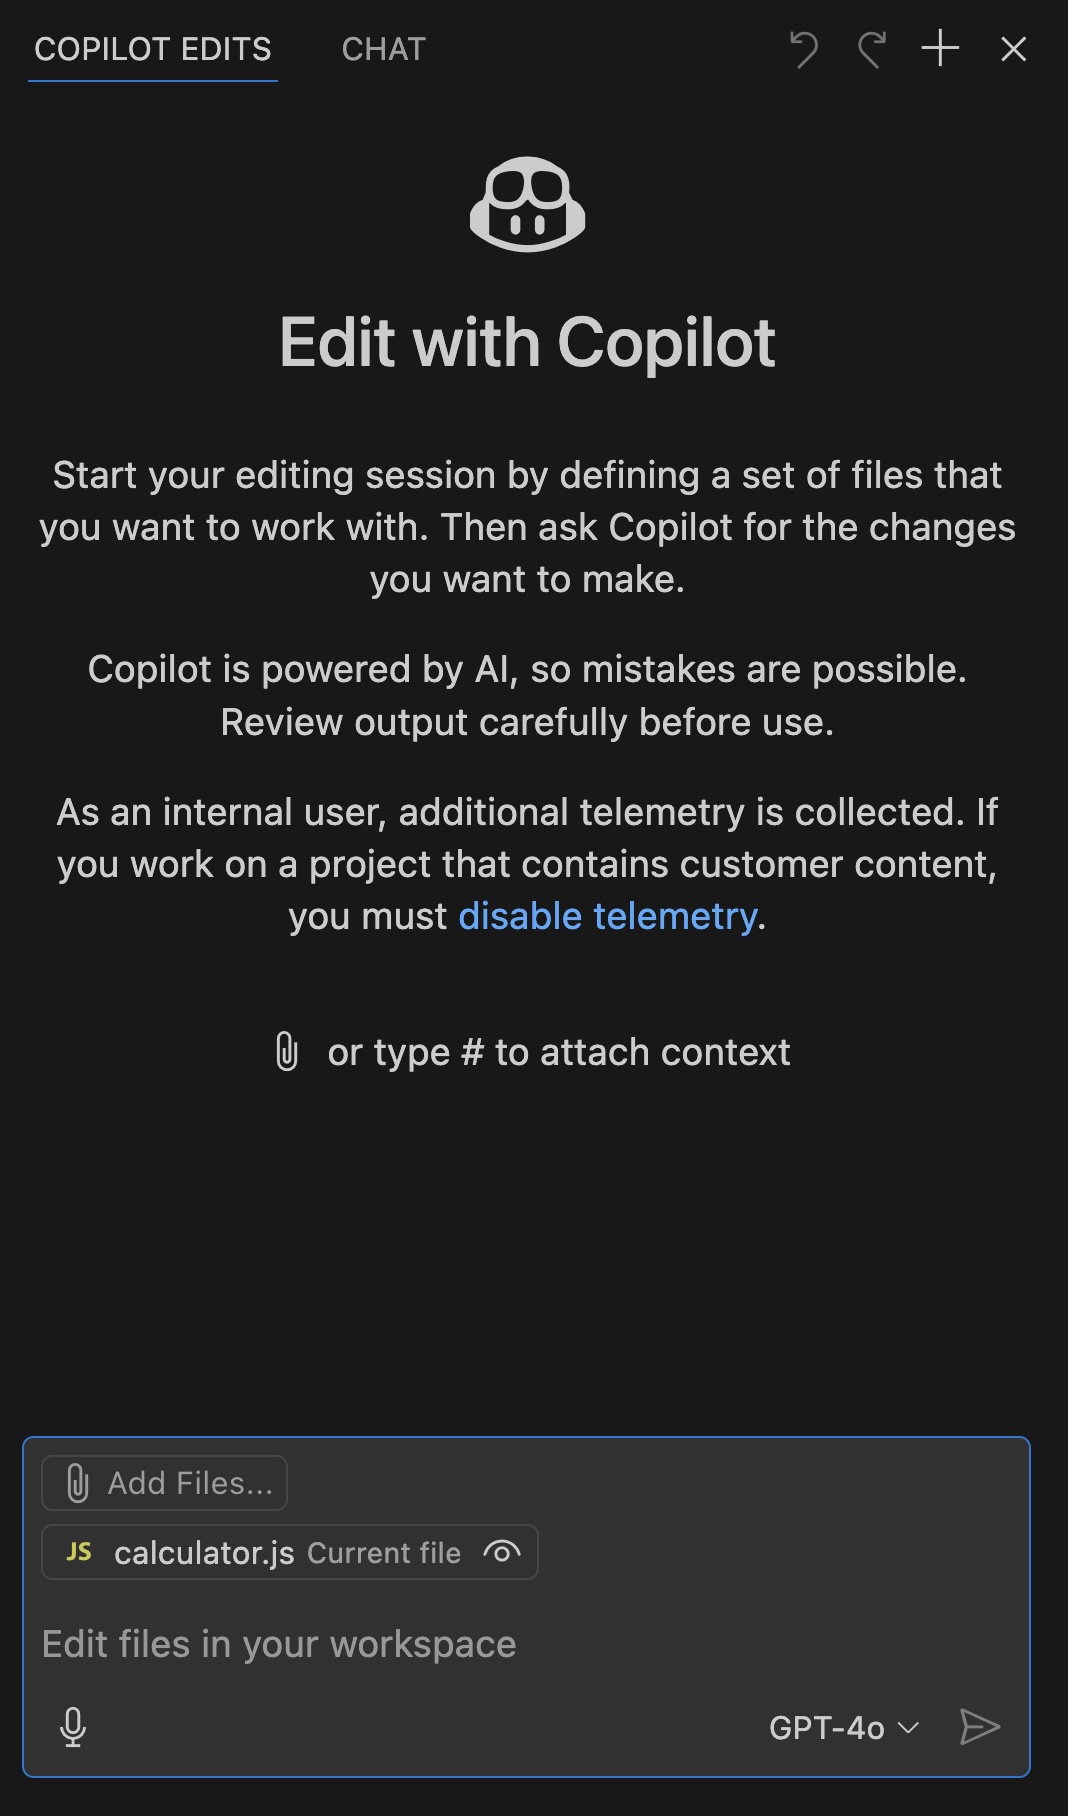 COPILOT EDITS CHAT
Edit with Copilot
Start your editing session by defining a set of files that
you want to work with. Then ask Copilot for the changes
you want to make.
Copilot is powered by AI, so mistakes are possible.
Review output carefully before use.
As an internal user, additional telemetry is collected. If
you work on a project that contains customer content,
you must disable telemetry.
or type # to attach context
Add Files...
JS calculator.js Current file
Edit files in your workspace
GPT-4o